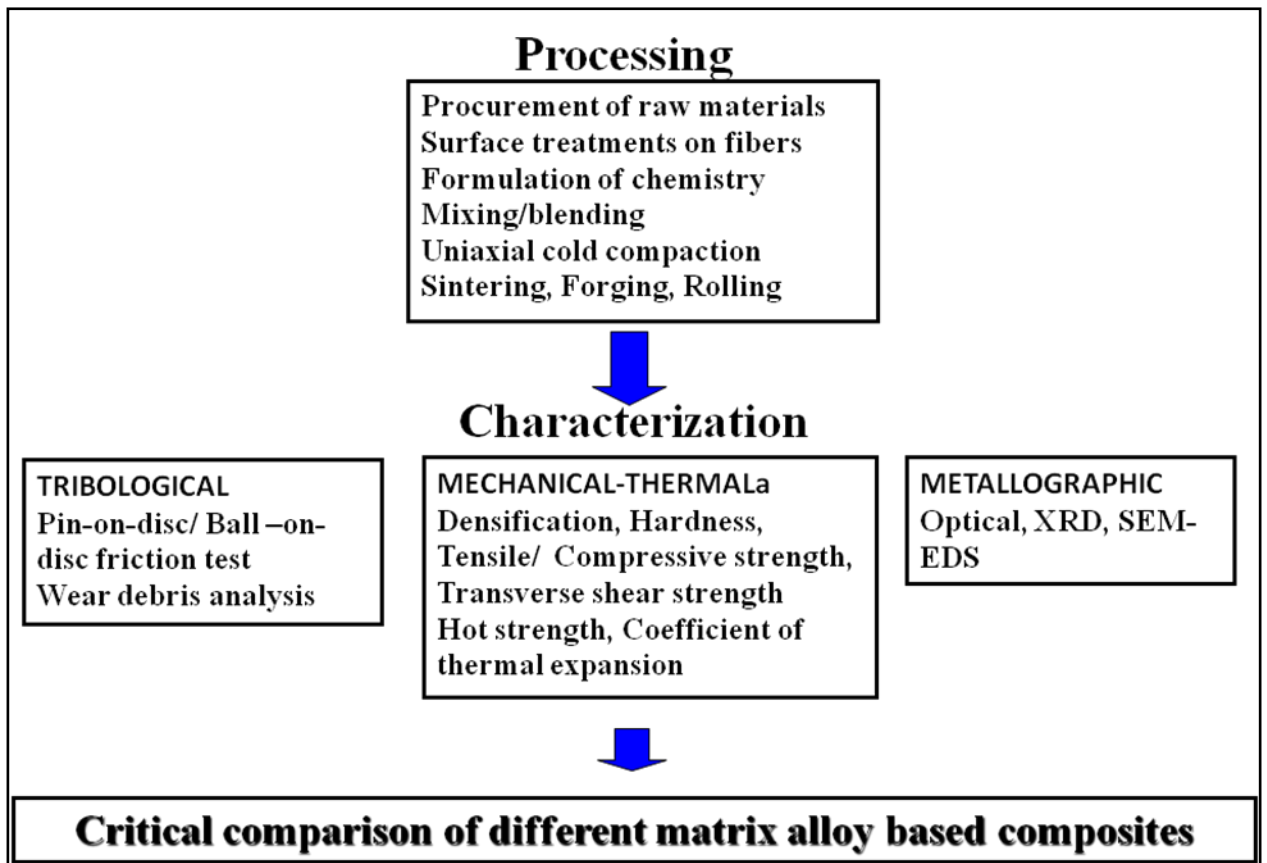 Processing
Procurement of raw materials
Surface treatments on fibers
Formulation of chemistry
Mixing/blending
Uniaxial cold compaction
Sintering, Forging, Rolling
Characterization
TRIBOLOGICAL
Pin-on-disc/ Ball –on-
disc friction test
Wear debris analysis
MECHANICAL-THERMALa
Densification, Hardness,
Tensile/ Compressive strength,
Transverse shear strength
Hot strength, Coefficient of
thermal expansion
METALLOGRAPHIC
Optical, XRD, SEM-
EDS
Critical comparison of different matrix alloy based composites